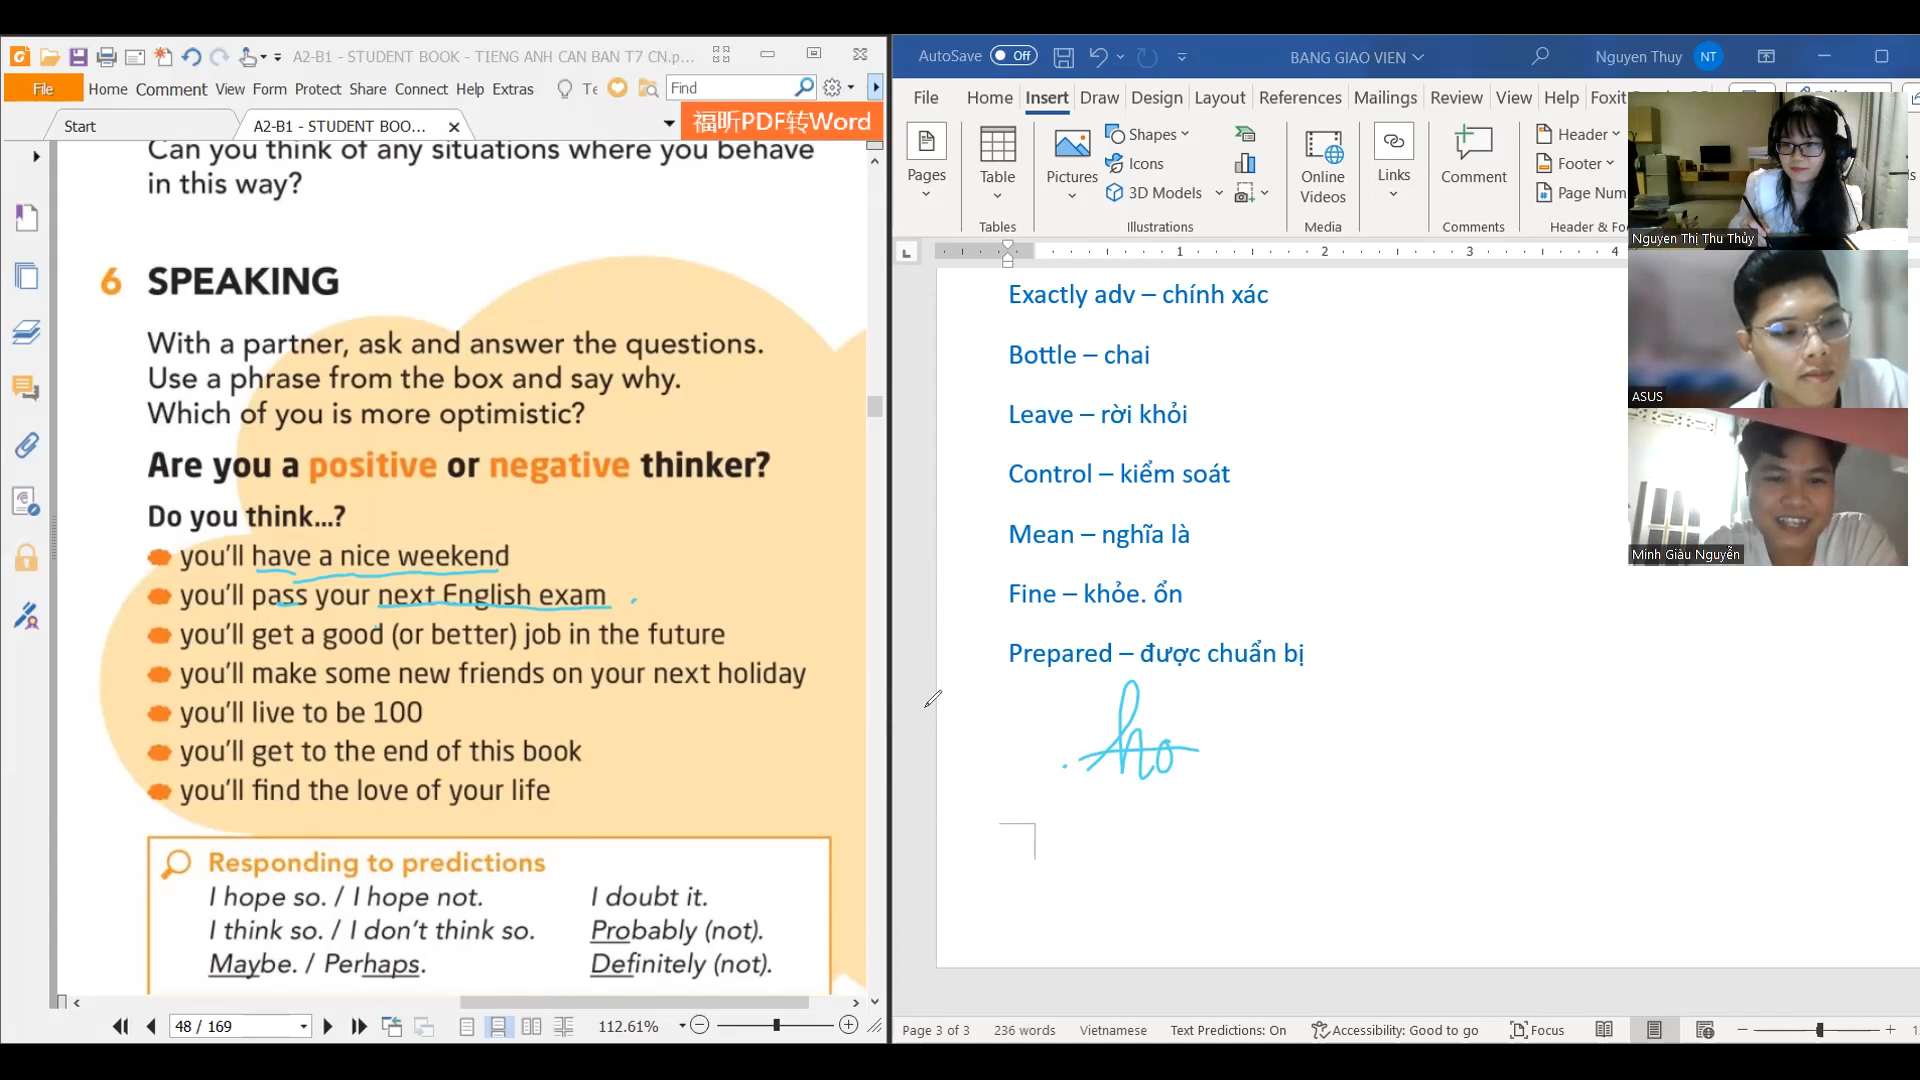 A2-B1 - STUDENT BOOK - TIENG ANH CAN BAN T7 CN.p...
File Home Comment View Form Protect Share Connect Help Extras Te Find
Start A2-B1 - STUDENT BOO... 福昕PDF转Word
Can you think of any situations where you behave
in this way?
6 SPEAKING
With a partner, ask and answer the questions.
Use a phrase from the box and say why.
Which of you is more optimistic?
Are you a positive or negative thinker?
Do you think...?
you'll have a nice weekend
you'll pass your next English exam
you'll get a good (or better) job in the future
you'll make some new friends on your next holiday
you'll live to be 100
you'll get to the end of this book
you'll find the love of your life
Responding to predictions
I hope so. / I hope not. I doubt it.
I think so. / I don't think so. Probably (not).
Maybe. / Perhaps. Definitely (not).
48 / 169 112.61%
AutoSave Off BANG GIAO VIEN Nguyen Thuy NT
File Home Insert Draw Design Layout References Mailings Review View Help Foxit
Pages Table Pictures Shapes Icons 3D Models Online Videos Links Comment Header Footer Page Num
Tables Illustrations Media Comments Header & Fo
1 2 3 4
Exactly adv – chính xác
Bottle – chai
Leave – rời khỏi
Control – kiểm soát
Mean – nghĩa là
Fine – khỏe. ổn
Prepared – được chuẩn bị
ho
Page 3 of 3 236 words Vietnamese Text Predictions: On Accessibility: Good to go Focus
Nguyen Thị Thu Thủy
ASUS
Minh Giàu Nguyễn